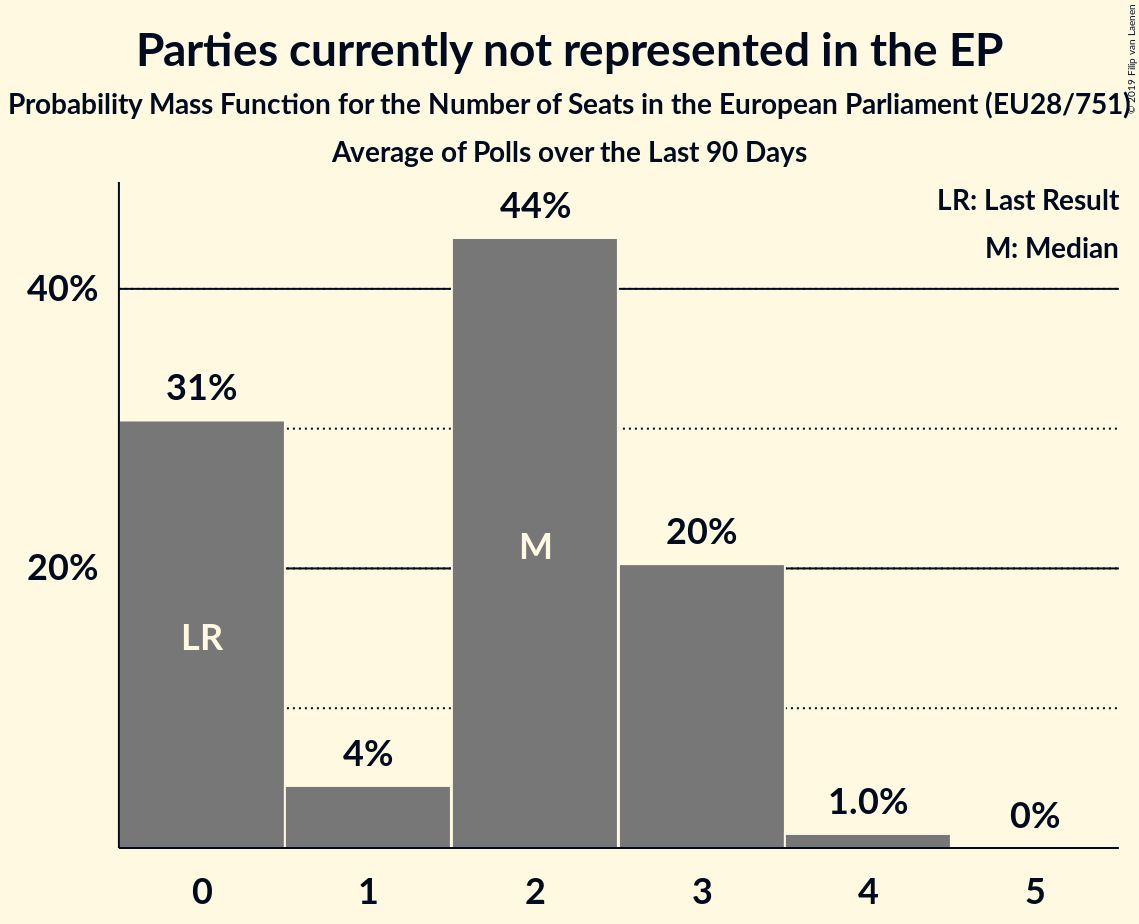 Parties currently not represented in the EP
Probability Mass Function for the Number of Seats in the European Parliament (EU28/751)
Average of Polls over the Last 90 Days
© 2019 Filip van Laenen
LR: Last Result
M: Median
44%
40%
31%
20%
M
20%
LR
4%
1.0%
0%
0 1 2 3 4 5